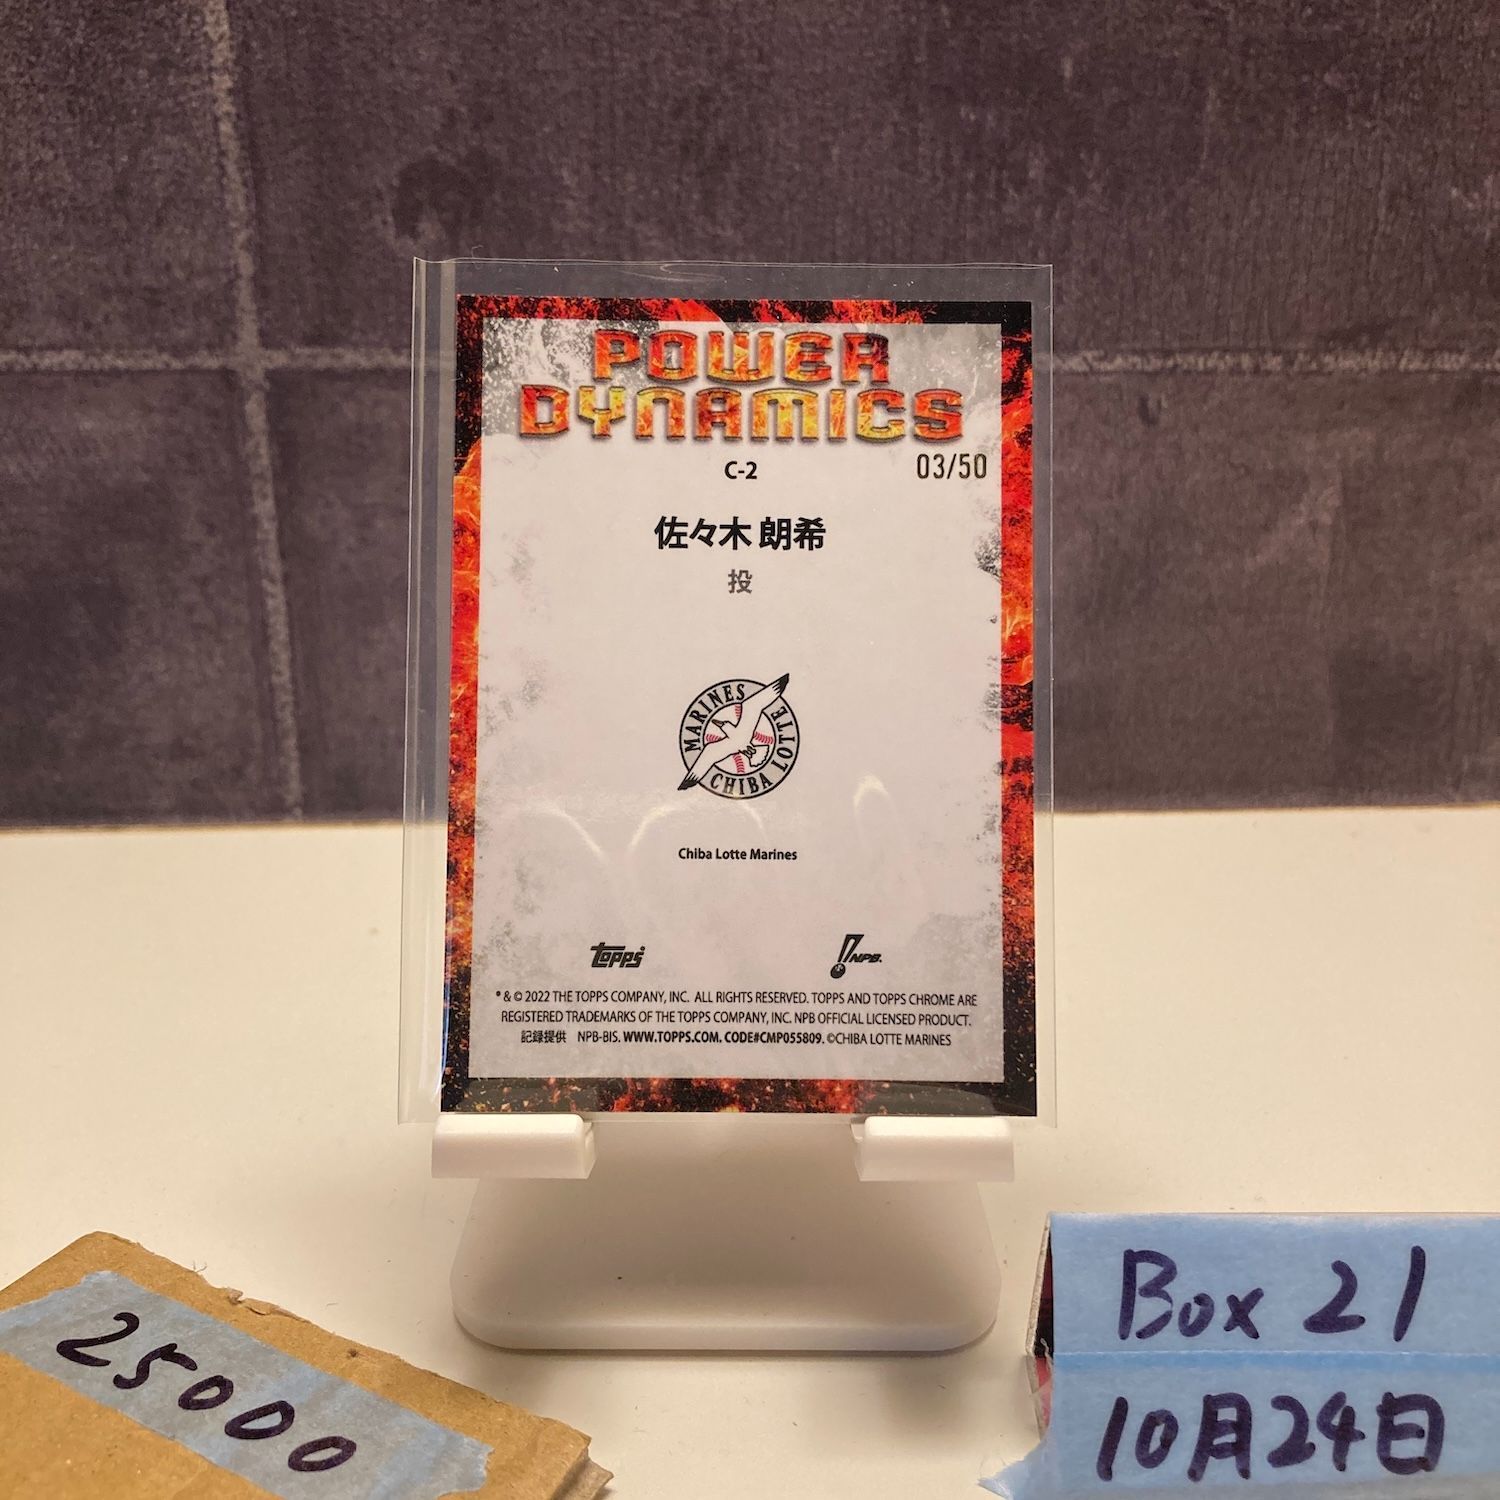 POWER
DYNAMICS
C-2
03/50
佐々木 朗希
投
MARINES
CHIBA LOTTE
Chiba Lotte Marines
topps
NPB.
® & © 2022 THE TOPPS COMPANY, INC. ALL RIGHTS RESERVED. TOPPS AND TOPPS CHROME ARE
REGISTERED TRADEMARKS OF THE TOPPS COMPANY, INC. NPB OFFICIAL LICENSED PRODUCT.
記録提供 NPB-BIS. WWW.TOPPS.COM. CODE#CMP055809. ©CHIBA LOTTE MARINES
25000
Box 21
10月24日